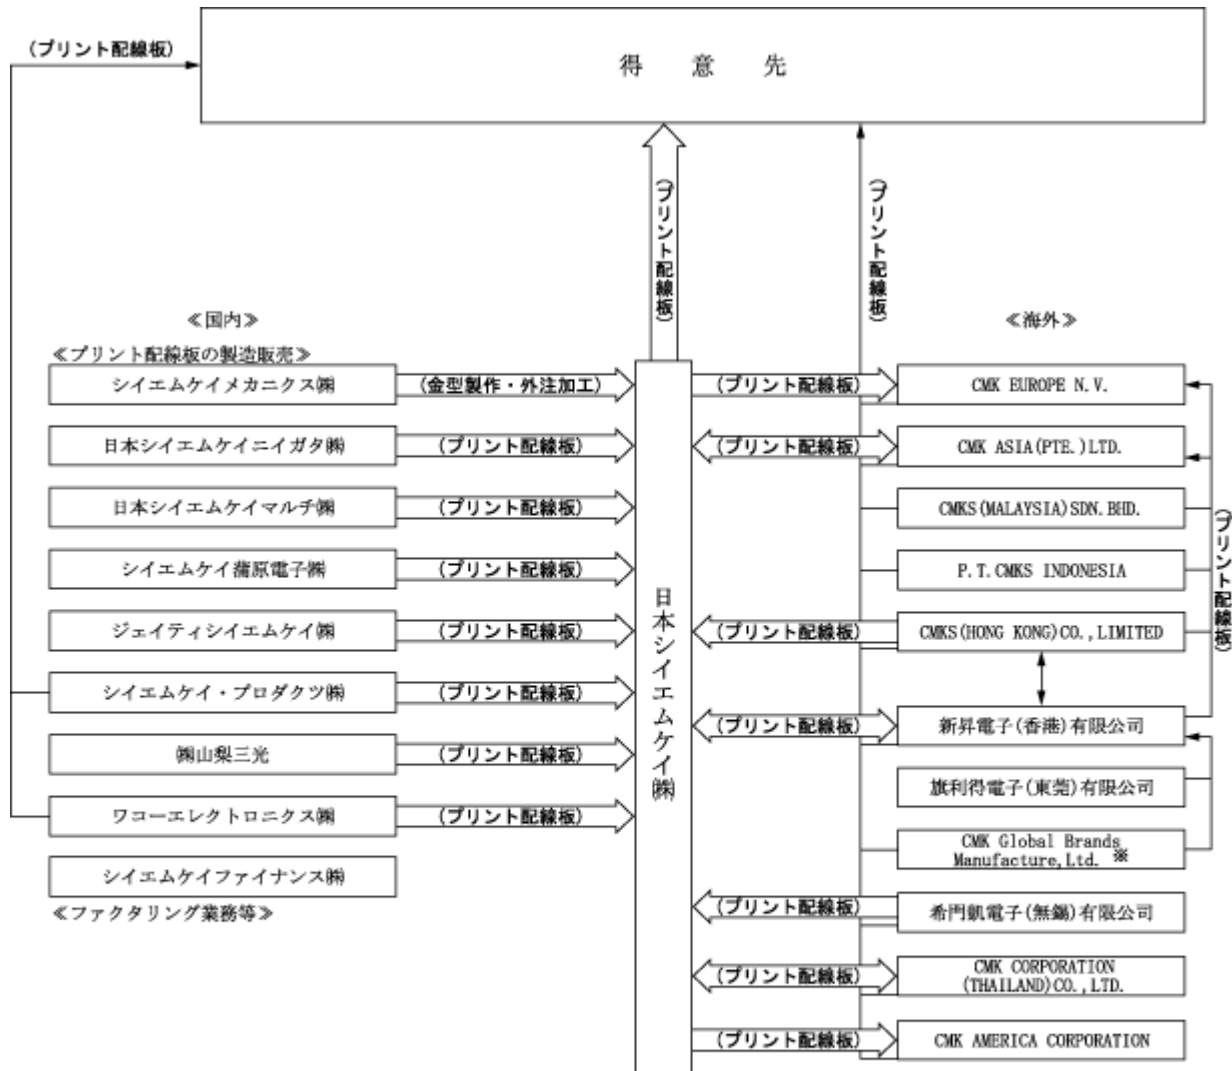 (プリント配線板)
得意先
(プリント配線板)
(プリント配線板)
≪国内≫
≪海外≫
≪プリント配線板の製造販売≫
シイエムケイメカニクス㈱
(金型製作・外注加工)
(プリント配線板)
CMK EUROPE N.V.
日本シイエムケイニイガタ㈱
(プリント配線板)
(プリント配線板)
CMK ASIA(PTE.)LTD.
日本シイエムケイマルチ㈱
(プリント配線板)
CMKS(MALAYSIA)SDN.BHD.
(プリント配線板)
シイエムケイ蒲原電子㈱
(プリント配線板)
P.T.CMKS INDONESIA
日本シイエムケイ㈱
ジェイティシイエムケイ㈱
(プリント配線板)
(プリント配線板)
CMKS(HONG KONG)CO.,LIMITED
シイエムケイ・プロダクツ㈱
(プリント配線板)
(プリント配線板)
新昇電子(香港)有限公司
㈱山梨三光
(プリント配線板)
旗利得電子(東莞)有限公司
ワコーエレクトロニクス㈱
(プリント配線板)
CMK Global Brands
Manufacture,Ltd. ※
シイエムケイファイナンス㈱
≪ファクタリング業務等≫
(プリント配線板)
希門凱電子(無錫)有限公司
(プリント配線板)
CMK CORPORATION
(THAILAND)CO.,LTD.
(プリント配線板)
CMK AMERICA CORPORATION